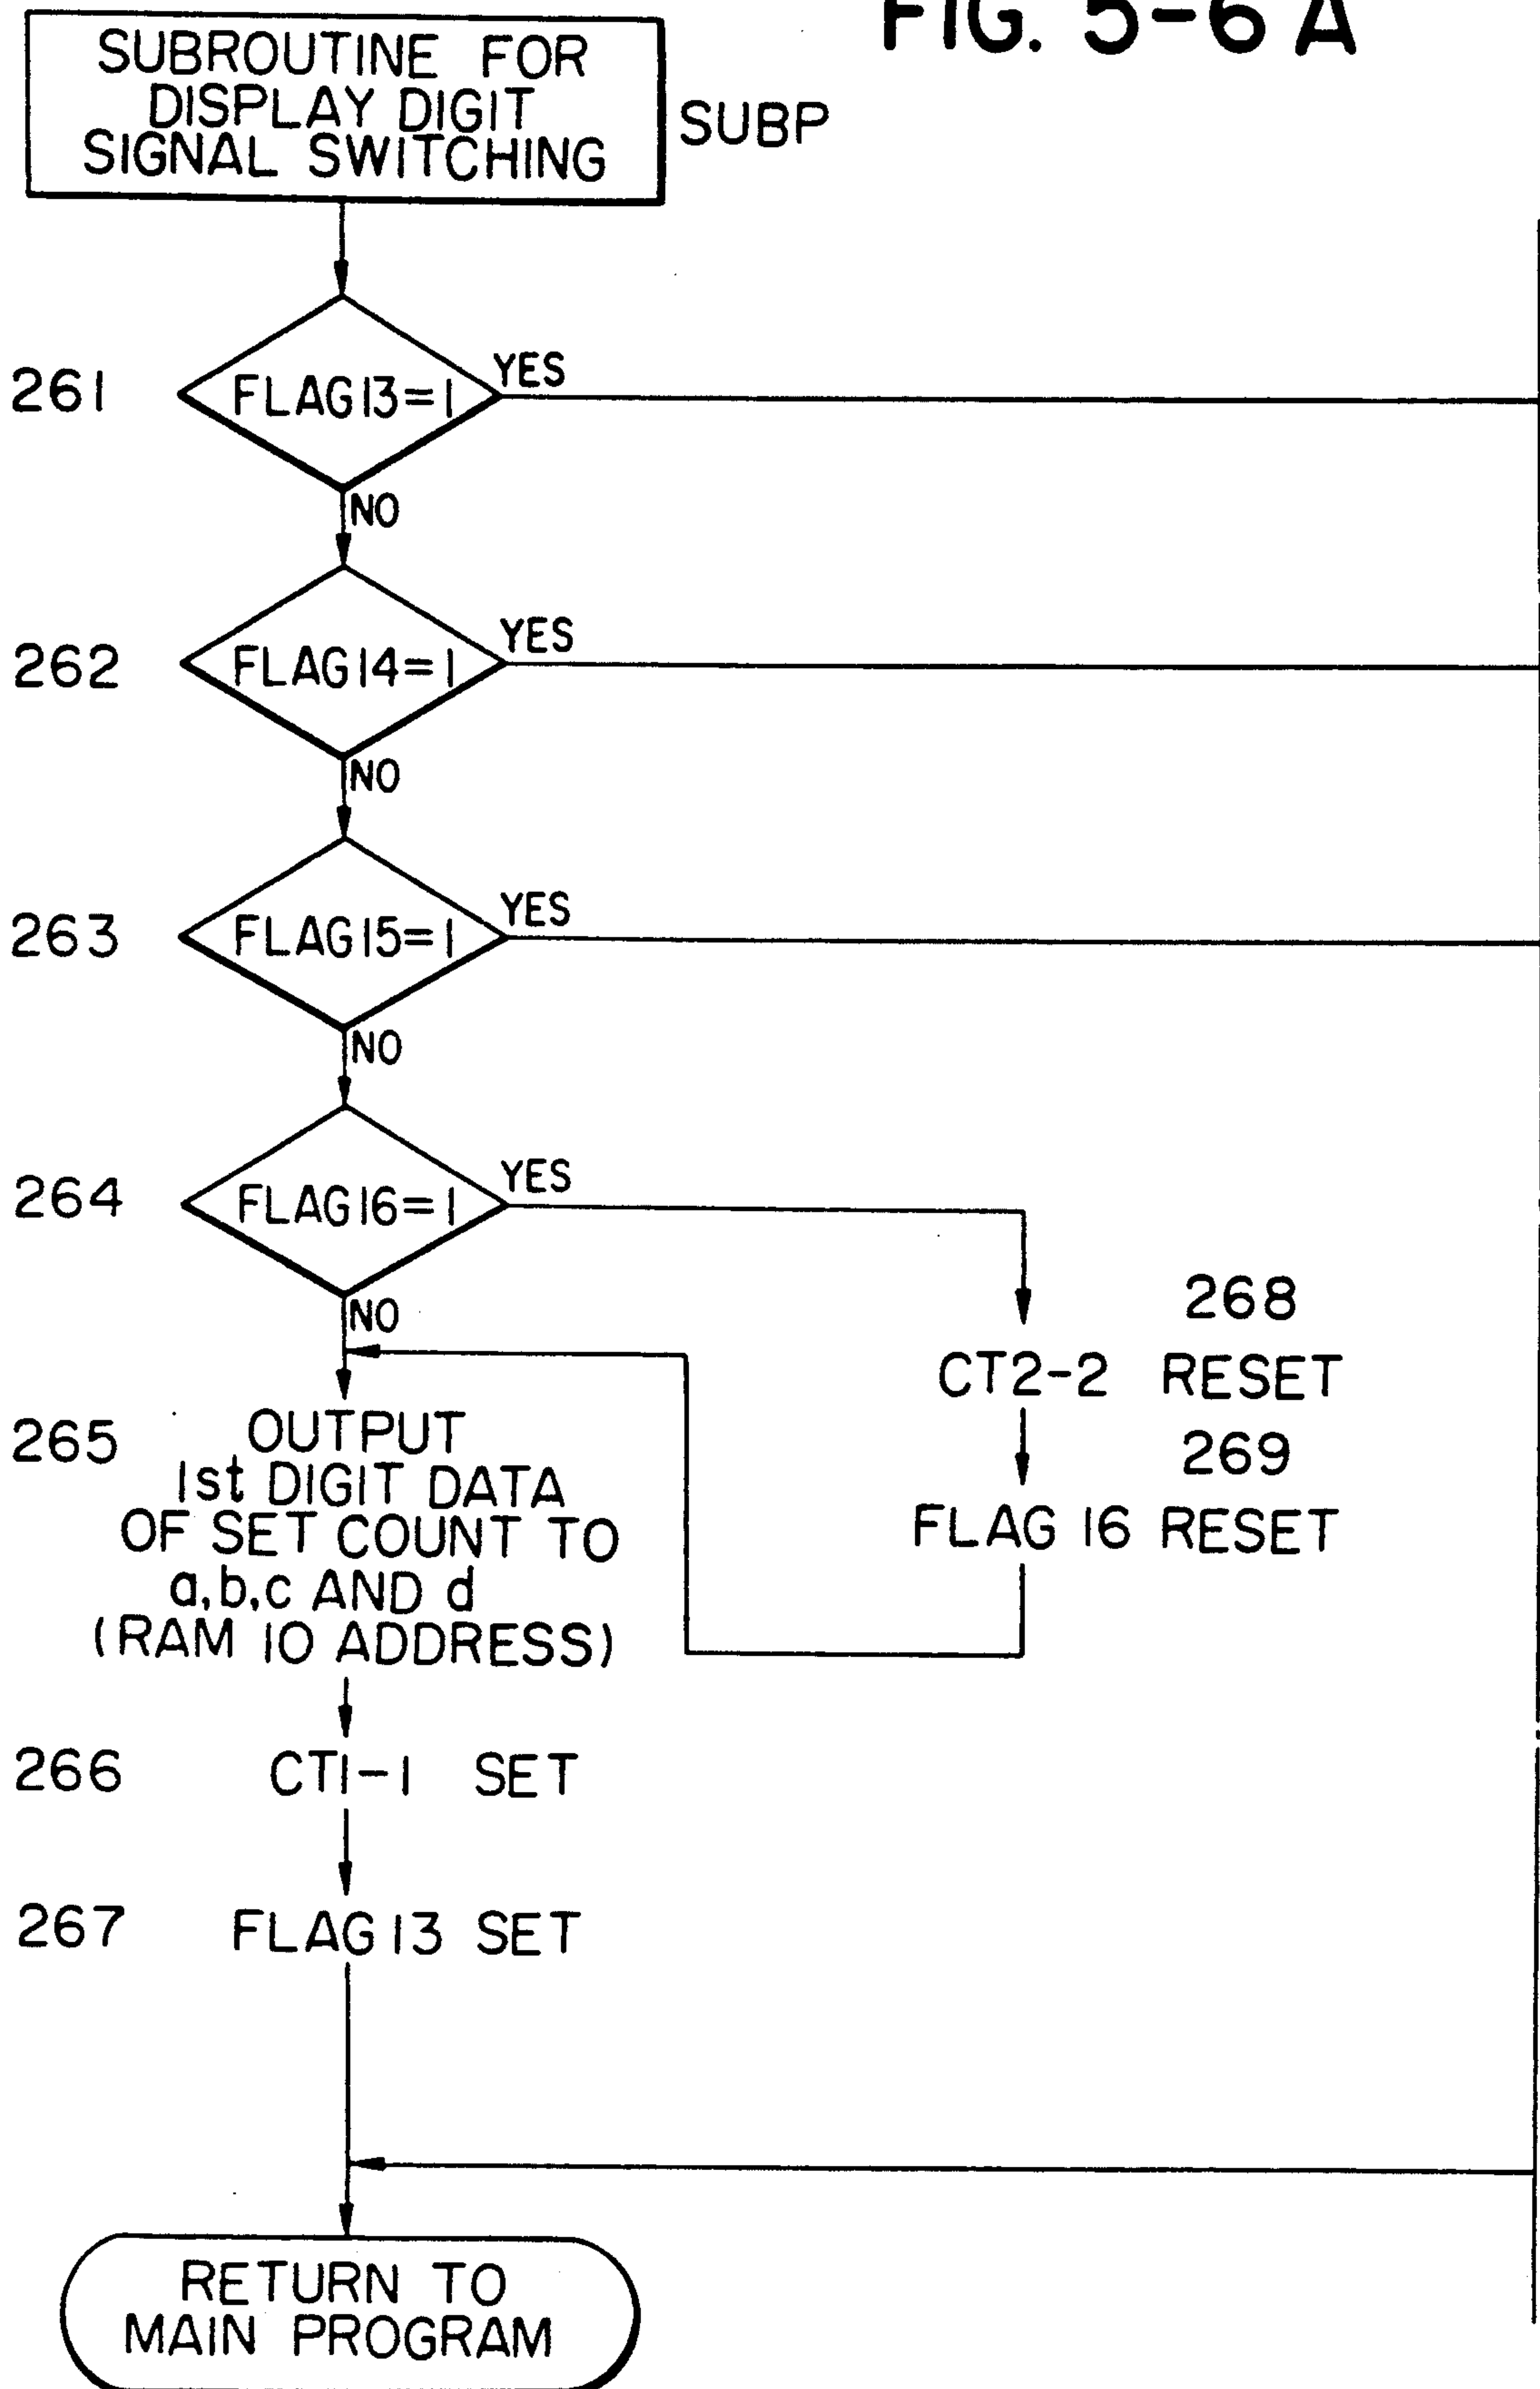 FIG. 5-6 A
SUBROUTINE FOR
DISPLAY DIGIT
SIGNAL SWITCHING
SUBP
261
FLAG13=1
YES
NO
262
FLAG14=1
YES
NO
263
FLAG15=1
YES
NO
264
FLAG16=1
YES
NO
268
CT2-2 RESET
269
FLAG 16 RESET
265
OUTPUT
1st DIGIT DATA
OF SET COUNT TO
a,b,c AND d
(RAM 10 ADDRESS)
266
CT1-1 SET
267
FLAG13 SET
RETURN TO
MAIN PROGRAM